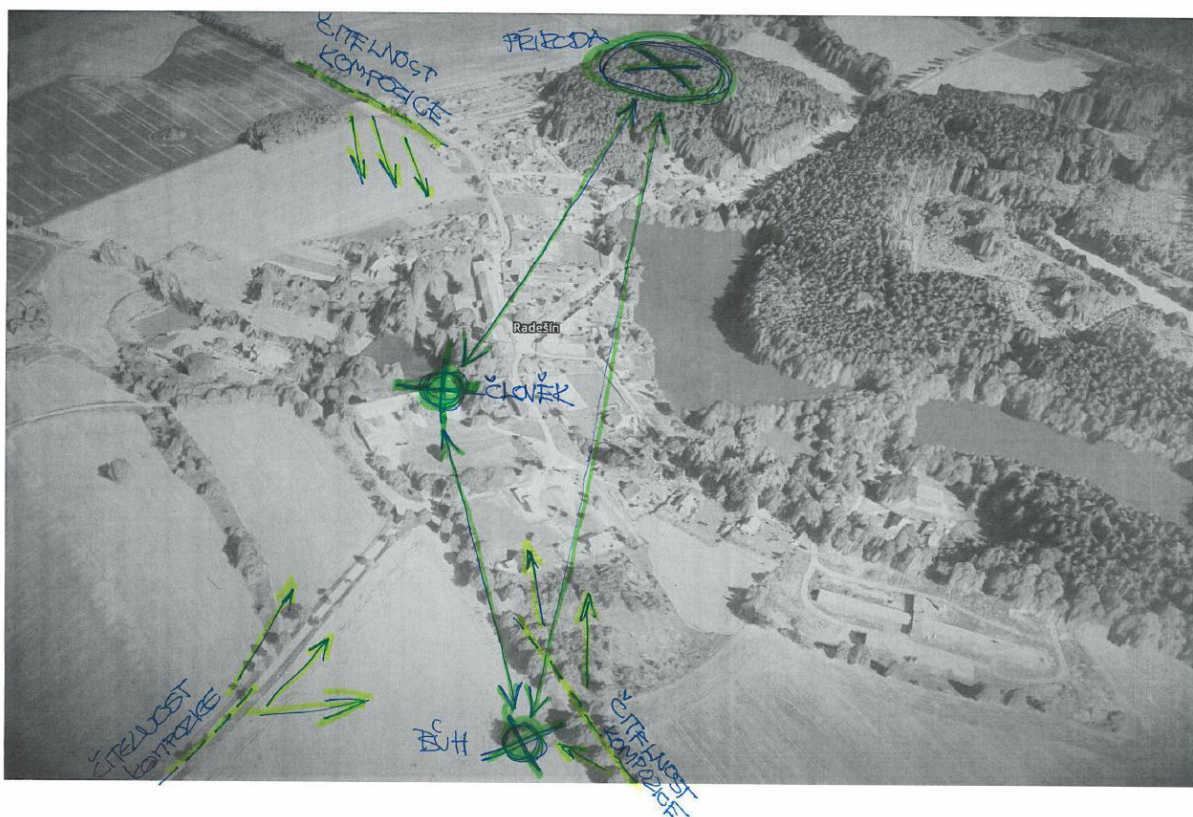 ČITELNOST
KOMPOZICE
PŘÍRODA
Radešín
ČLOVĚK
ČITELNOST
KOMPOZICE
BŮH
ČITELNOST
KOMPOZICE